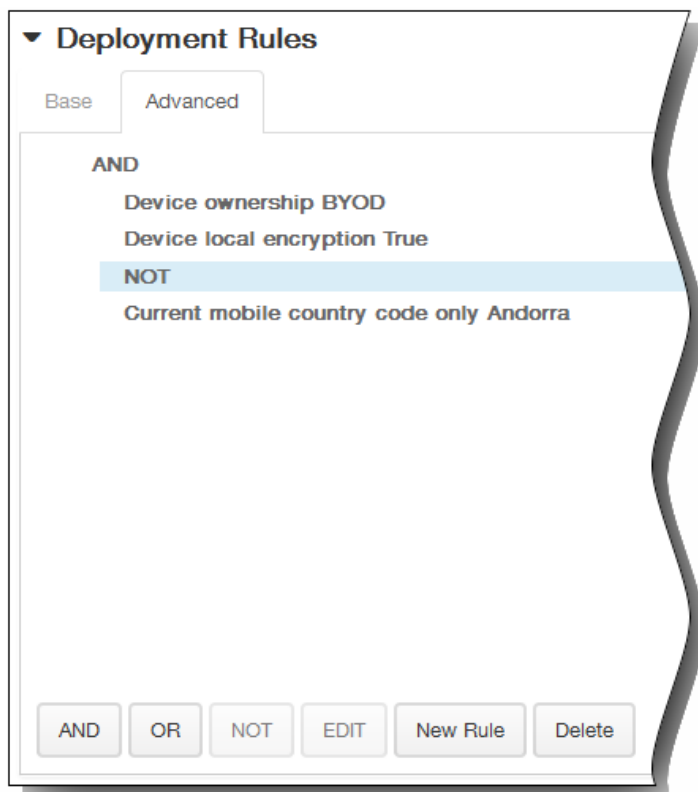 Deployment Rules
Base Advanced
AND
Device ownership BYOD
Device local encryption True
NOT
Current mobile country code only Andorra
AND OR NOT EDIT New Rule Delete